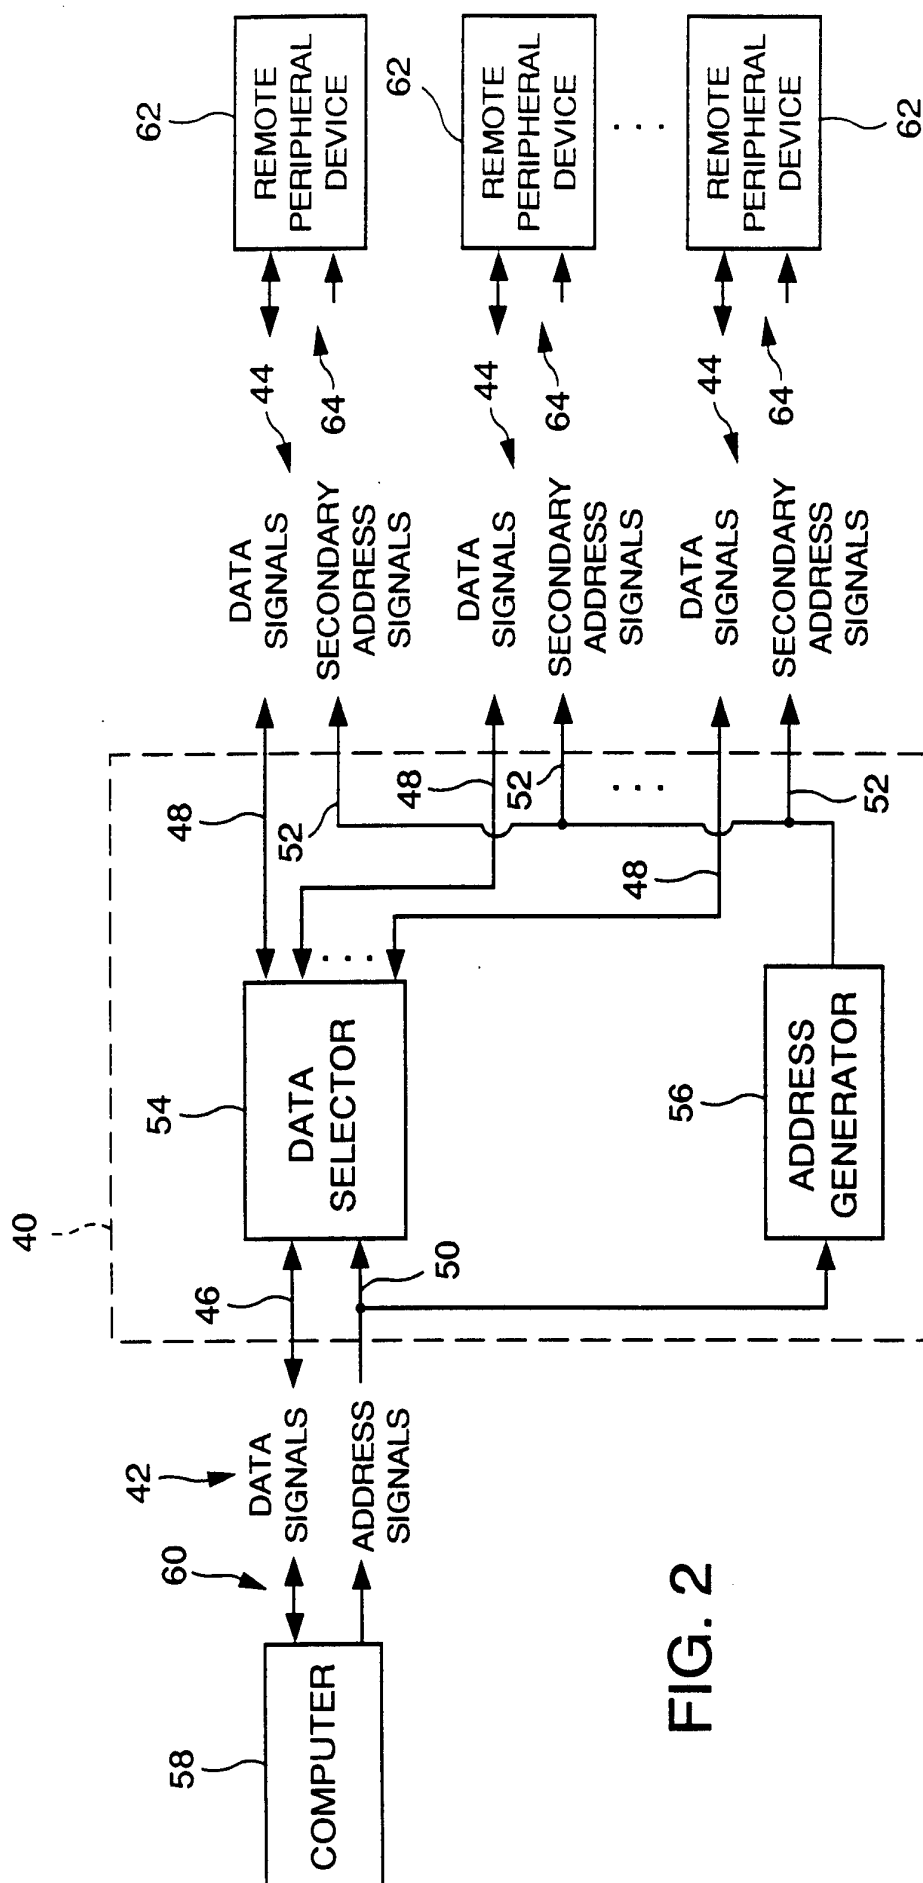 40
58
COMPUTER
60
42
DATA
SIGNALS
ADDRESS
SIGNALS
46
50
54
DATA
SELECTOR
56
ADDRESS
GENERATOR
48
52
48
52
48
52
. . .
. . .
DATA
SIGNALS
SECONDARY
ADDRESS
SIGNALS
44
64
62
REMOTE
PERIPHERAL
DEVICE
DATA
SIGNALS
SECONDARY
ADDRESS
SIGNALS
44
64
62
REMOTE
PERIPHERAL
DEVICE
. . .
DATA
SIGNALS
SECONDARY
ADDRESS
SIGNALS
44
64
62
REMOTE
PERIPHERAL
DEVICE
FIG. 2